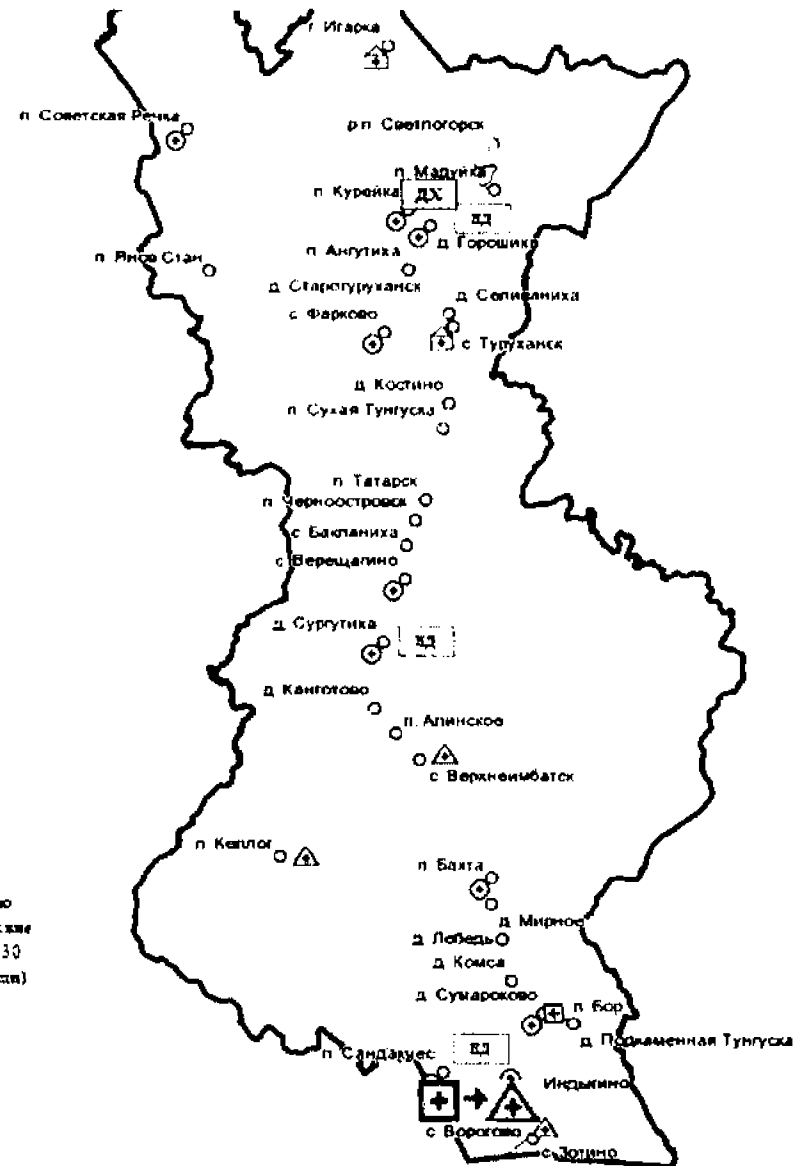 г Игарка
п Советская Речка
рп Светлогорск
п Мадуйка
п Курейка
ДХ
ХД
д Горошиха
п Янов Стан
п Ангутиха
д Старотуруханск
д Селиваниха
с Фарково
с Туруханск
д Костино
п Сухая Тунгуска
п Татарск
п Черноостровск
с Бакланиха
с Верещагино
д Сургутиха
ХД
д Канготово
п. Алинское
с Верхнеимбатск
п Келлог
п Бахта
30
д Мирное
д Лебедь
д Комса
д Сумароково
п Бор
д Подкаменная Тунгуска
п Сандакчес
ХД
Индыгино
с Ворогово
с Зотино